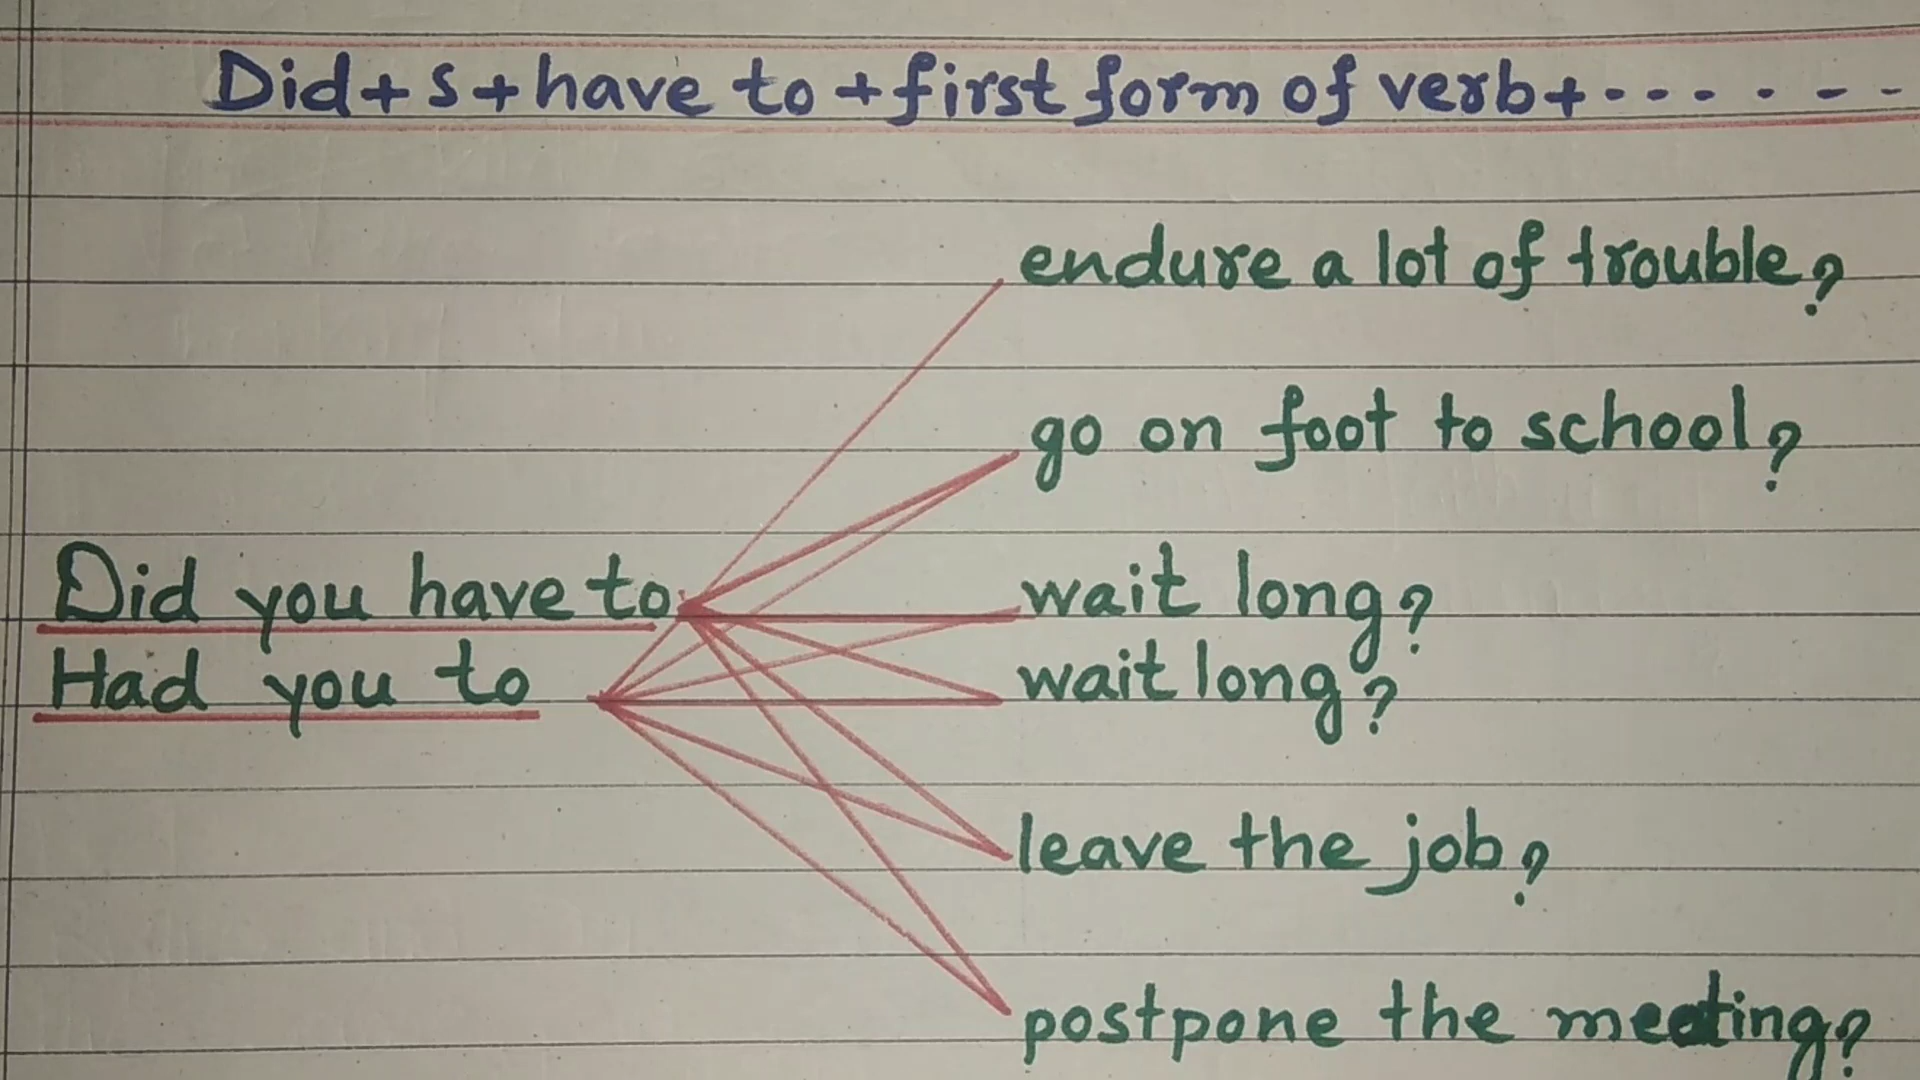 Did + s + have to + first form of verb + - - - - - - -
endure a lot of trouble?
go on foot to school?
Did you have to wait long?
Had you to wait long?
leave the job?
postpone the meeting?